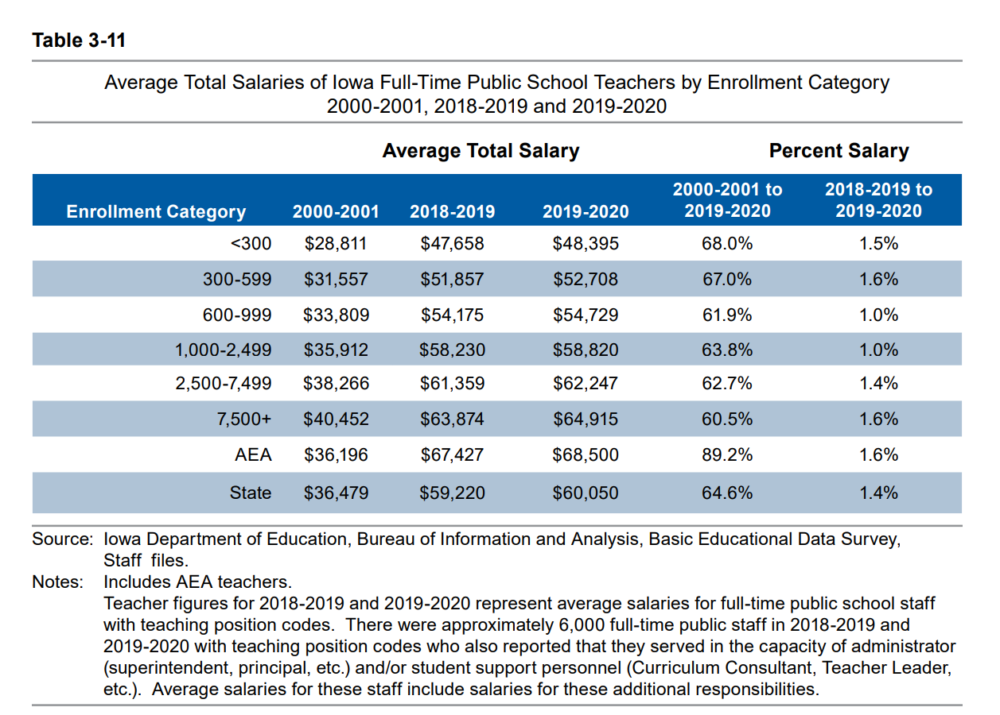 Table 3-11
Average Total Salaries of Iowa Full-Time Public School Teachers by Enrollment Category
2000-2001, 2018-2019 and 2019-2020
Average Total Salary Percent Salary
2000-2001 to 2018-2019 to
Enrollment Category 2000-2001 2018-2019 2019-2020 2019-2020 2019-2020
<300 $28,811 $47,658 $48,395 68.0% 1.5%
300-599 $31,557 $51,857 $52,708 67.0% 1.6%
600-999 $33,809 $54,175 $54,729 61.9% 1.0%
1,000-2,499 $35,912 $58,230 $58,820 63.8% 1.0%
2,500-7,499 $38,266 $61,359 $62,247 62.7% 1.4%
7,500+ $40,452 $63,874 $64,915 60.5% 1.6%
AEA $36,196 $67,427 $68,500 89.2% 1.6%
State $36,479 $59,220 $60,050 64.6% 1.4%
Source: Iowa Department of Education, Bureau of Information and Analysis, Basic Educational Data Survey,
Staff files.
Notes: Includes AEA teachers.
Teacher figures for 2018-2019 and 2019-2020 represent average salaries for full-time public school staff
with teaching position codes. There were approximately 6,000 full-time public staff in 2018-2019 and
2019-2020 with teaching position codes who also reported that they served in the capacity of administrator
(superintendent, principal, etc.) and/or student support personnel (Curriculum Consultant, Teacher Leader,
etc.). Average salaries for these staff include salaries for these additional responsibilities.